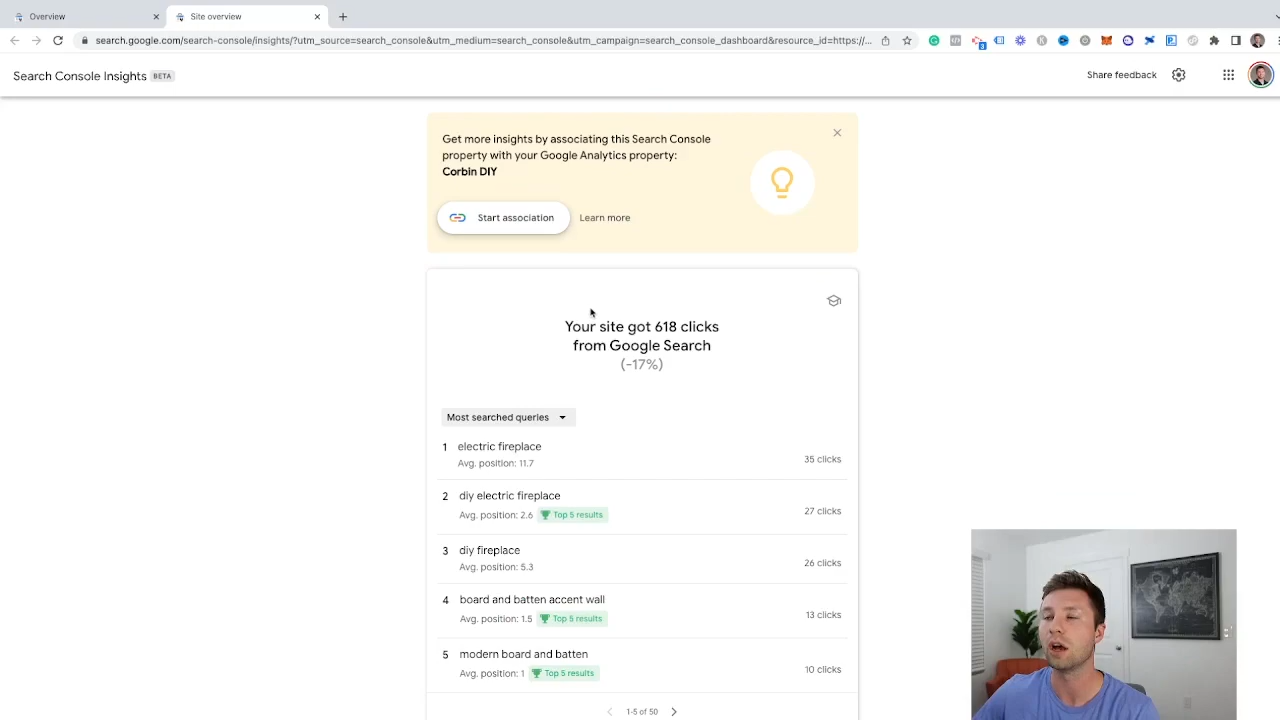 Overview
Site overview
search.google.com/search-console/insights/?utm_source=search_console&utm_medium=search_console&utm_campaign=search_console_dashboard&resource_id=https://...
3
Search Console Insights BETA
Share feedback
Get more insights by associating this Search Console
property with your Google Analytics property:
Corbin DIY
Start association
Learn more
Your site got 618 clicks
from Google Search
(-17%)
Most searched queries
1 electric fireplace
Avg. position: 11.7
35 clicks
2 diy electric fireplace
Avg. position: 2.6 Top 5 results
27 clicks
3 diy fireplace
Avg. position: 5.3
26 clicks
4 board and batten accent wall
Avg. position: 1.5 Top 5 results
13 clicks
5 modern board and batten
Avg. position: 1 Top 5 results
10 clicks
1-5 of 50